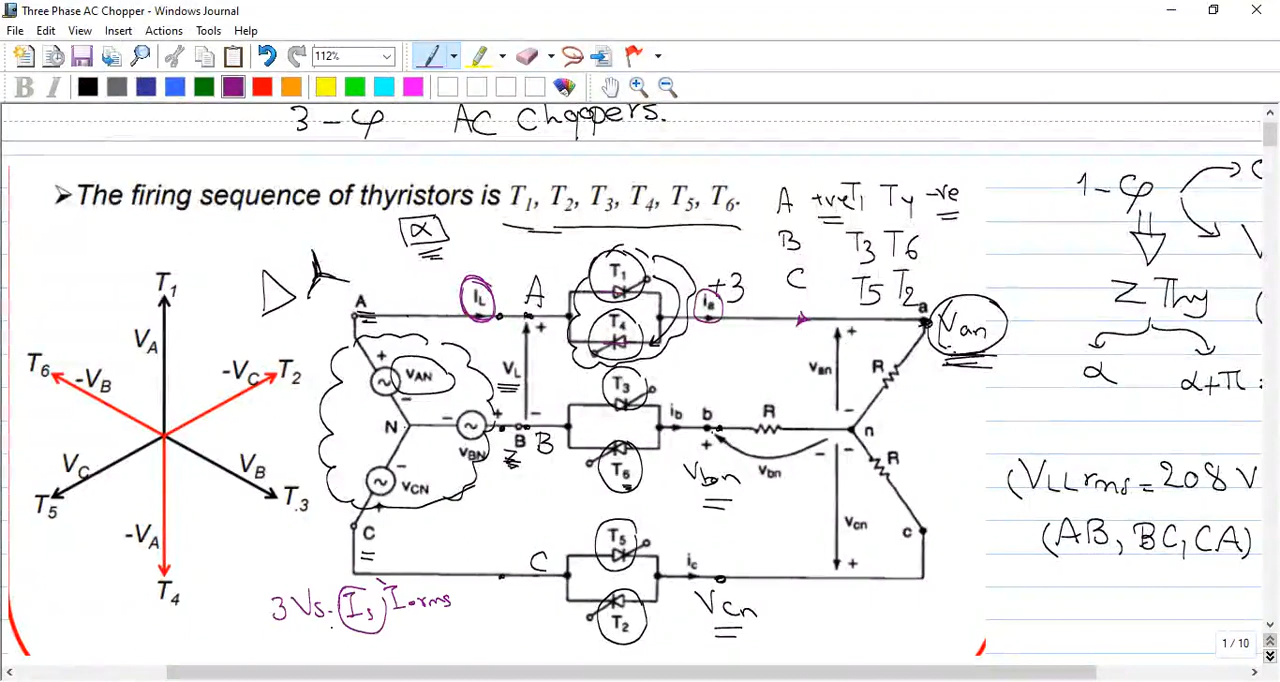 Three Phase AC Chopper - Windows Journal
File Edit View Insert Actions Tools Help
112%
B I
3-φ AC Choppers.
The firing sequence of thyristors is T1, T2, T3, T4, T5, T6.
α
A +ve T1 T4 -ve
B T3 T6
C T5 T2
1-φ
2 Thy
α α+π
(VLLrms=208 V
(AB, BC, CA)
T1
VA
T6 -VB
-VC T2
VC
T5
VB
T.3
-VA
T4
A
IL
A
T1
T4
+3
ia
a
Van
+
VAN
-
VL
+
-
van
+
-
R
T3
N
-
+
VBN
B
B
T6
ib
b
+
R
n
-
Vbn
vbn
R
-
VCN
+
C
Vcn
+
c
C
T5
T2
ic
Vcn
3 Vs. Is, Iorms
1 / 10